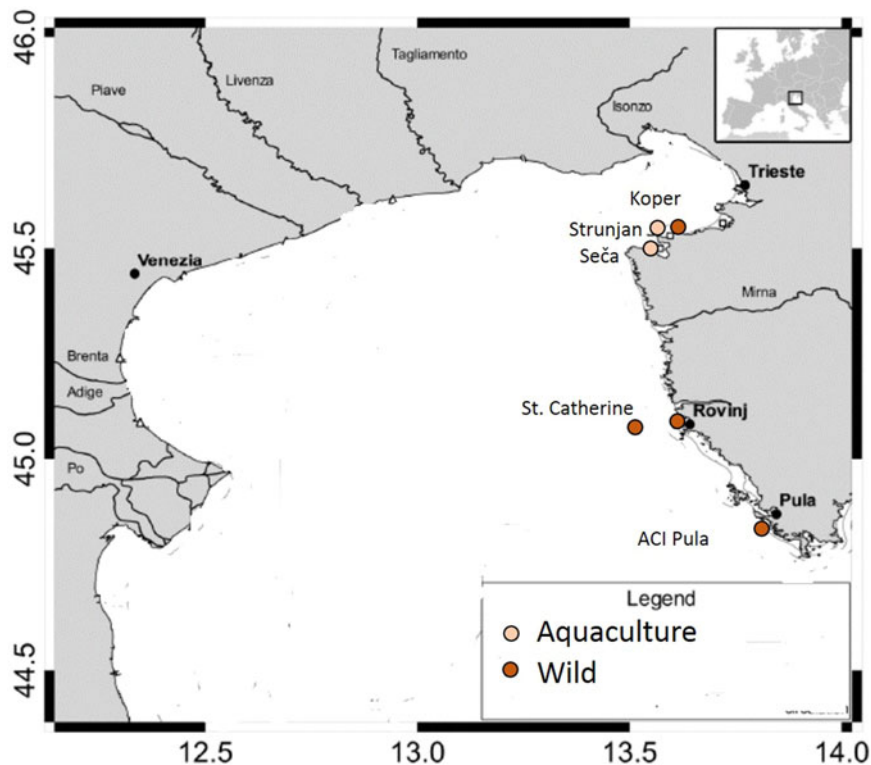 46.0
Tagliamento
Piave
Livenza
Isonzo
Trieste
Koper
Strunjan
45.5
Seča
Venezia
Mirna
Brenta
Adige
St. Catherine
Rovinj
45.0
Po
Pula
ACI Pula
Legend
Aquaculture
Wild
44.5
12.5
13.0
13.5
14.0